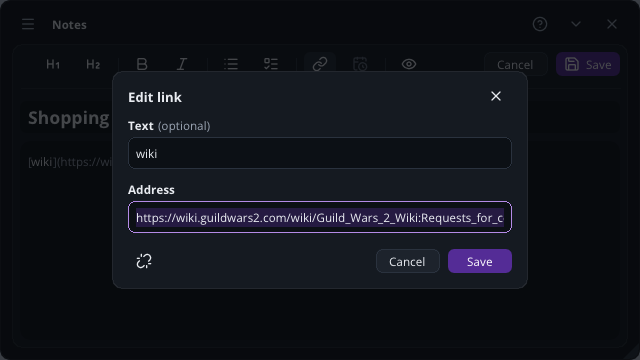 Notes
H1 H2 B I Cancel Save
Shopping
[wiki](https://wi
Edit link
Text (optional)
wiki
Address
https://wiki.guildwars2.com/wiki/Guild_Wars_2_Wiki:Requests_for_c
Cancel Save